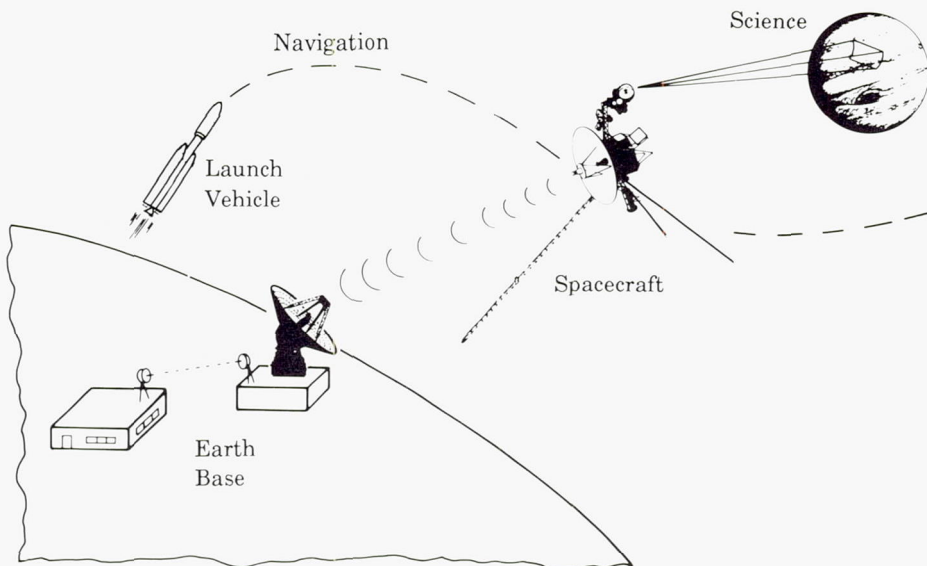 Science
Navigation
Launch
Vehicle
Spacecraft
Earth
Base